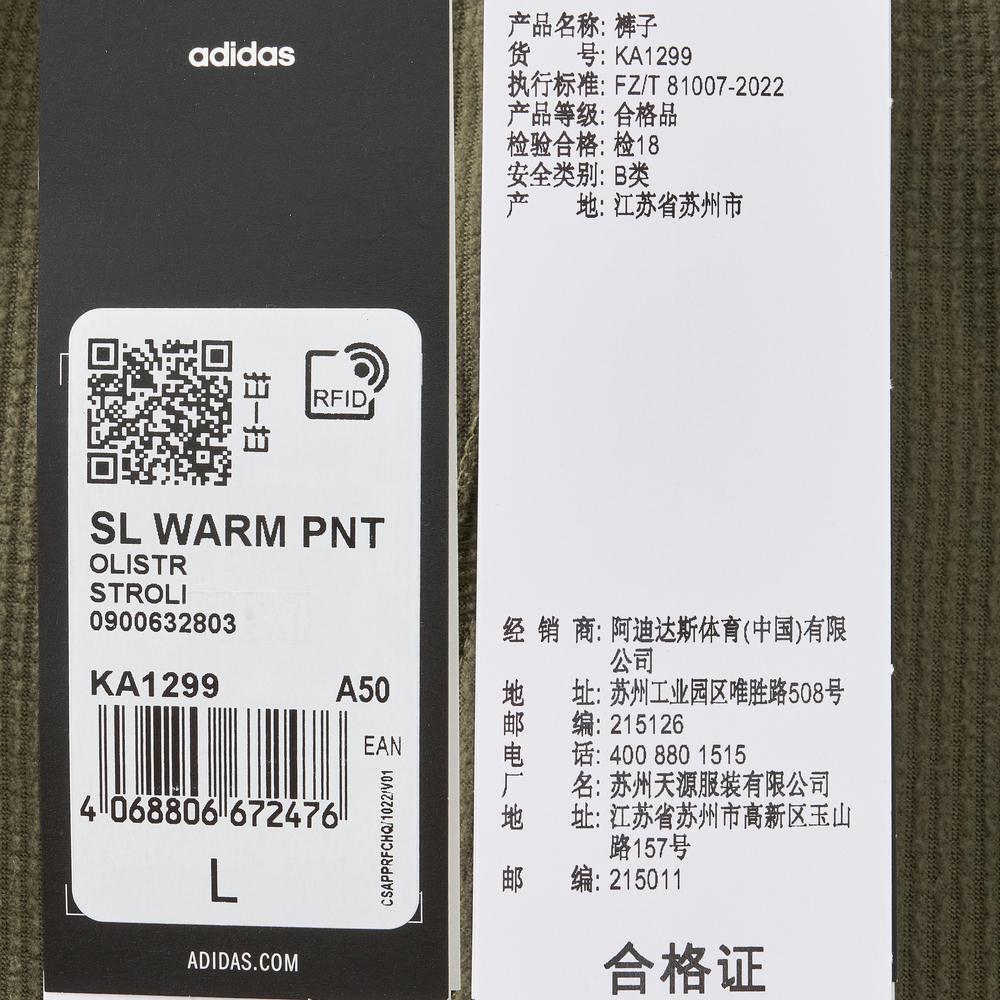 adidas
扫一扫
RFID
SL WARM PNT
OLISTR
STROLI
0900632803
KA1299 A50
EAN
4 068806 672476
CSAPPRFCHQ/1022/V01
L
ADIDAS.COM
产品名称: 裤子
货 号: KA1299
执行标准: FZ/T 81007-2022
产品等级: 合格品
检验合格: 检18
安全类别: B类
产 地: 江苏省苏州市
经 销 商: 阿迪达斯体育(中国)有限
公司
地 址: 苏州工业园区唯胜路508号
邮 编: 215126
电 话: 400 880 1515
厂 名: 苏州天源服装有限公司
地 址: 江苏省苏州市高新区玉山
路157号
邮 编: 215011
合格证